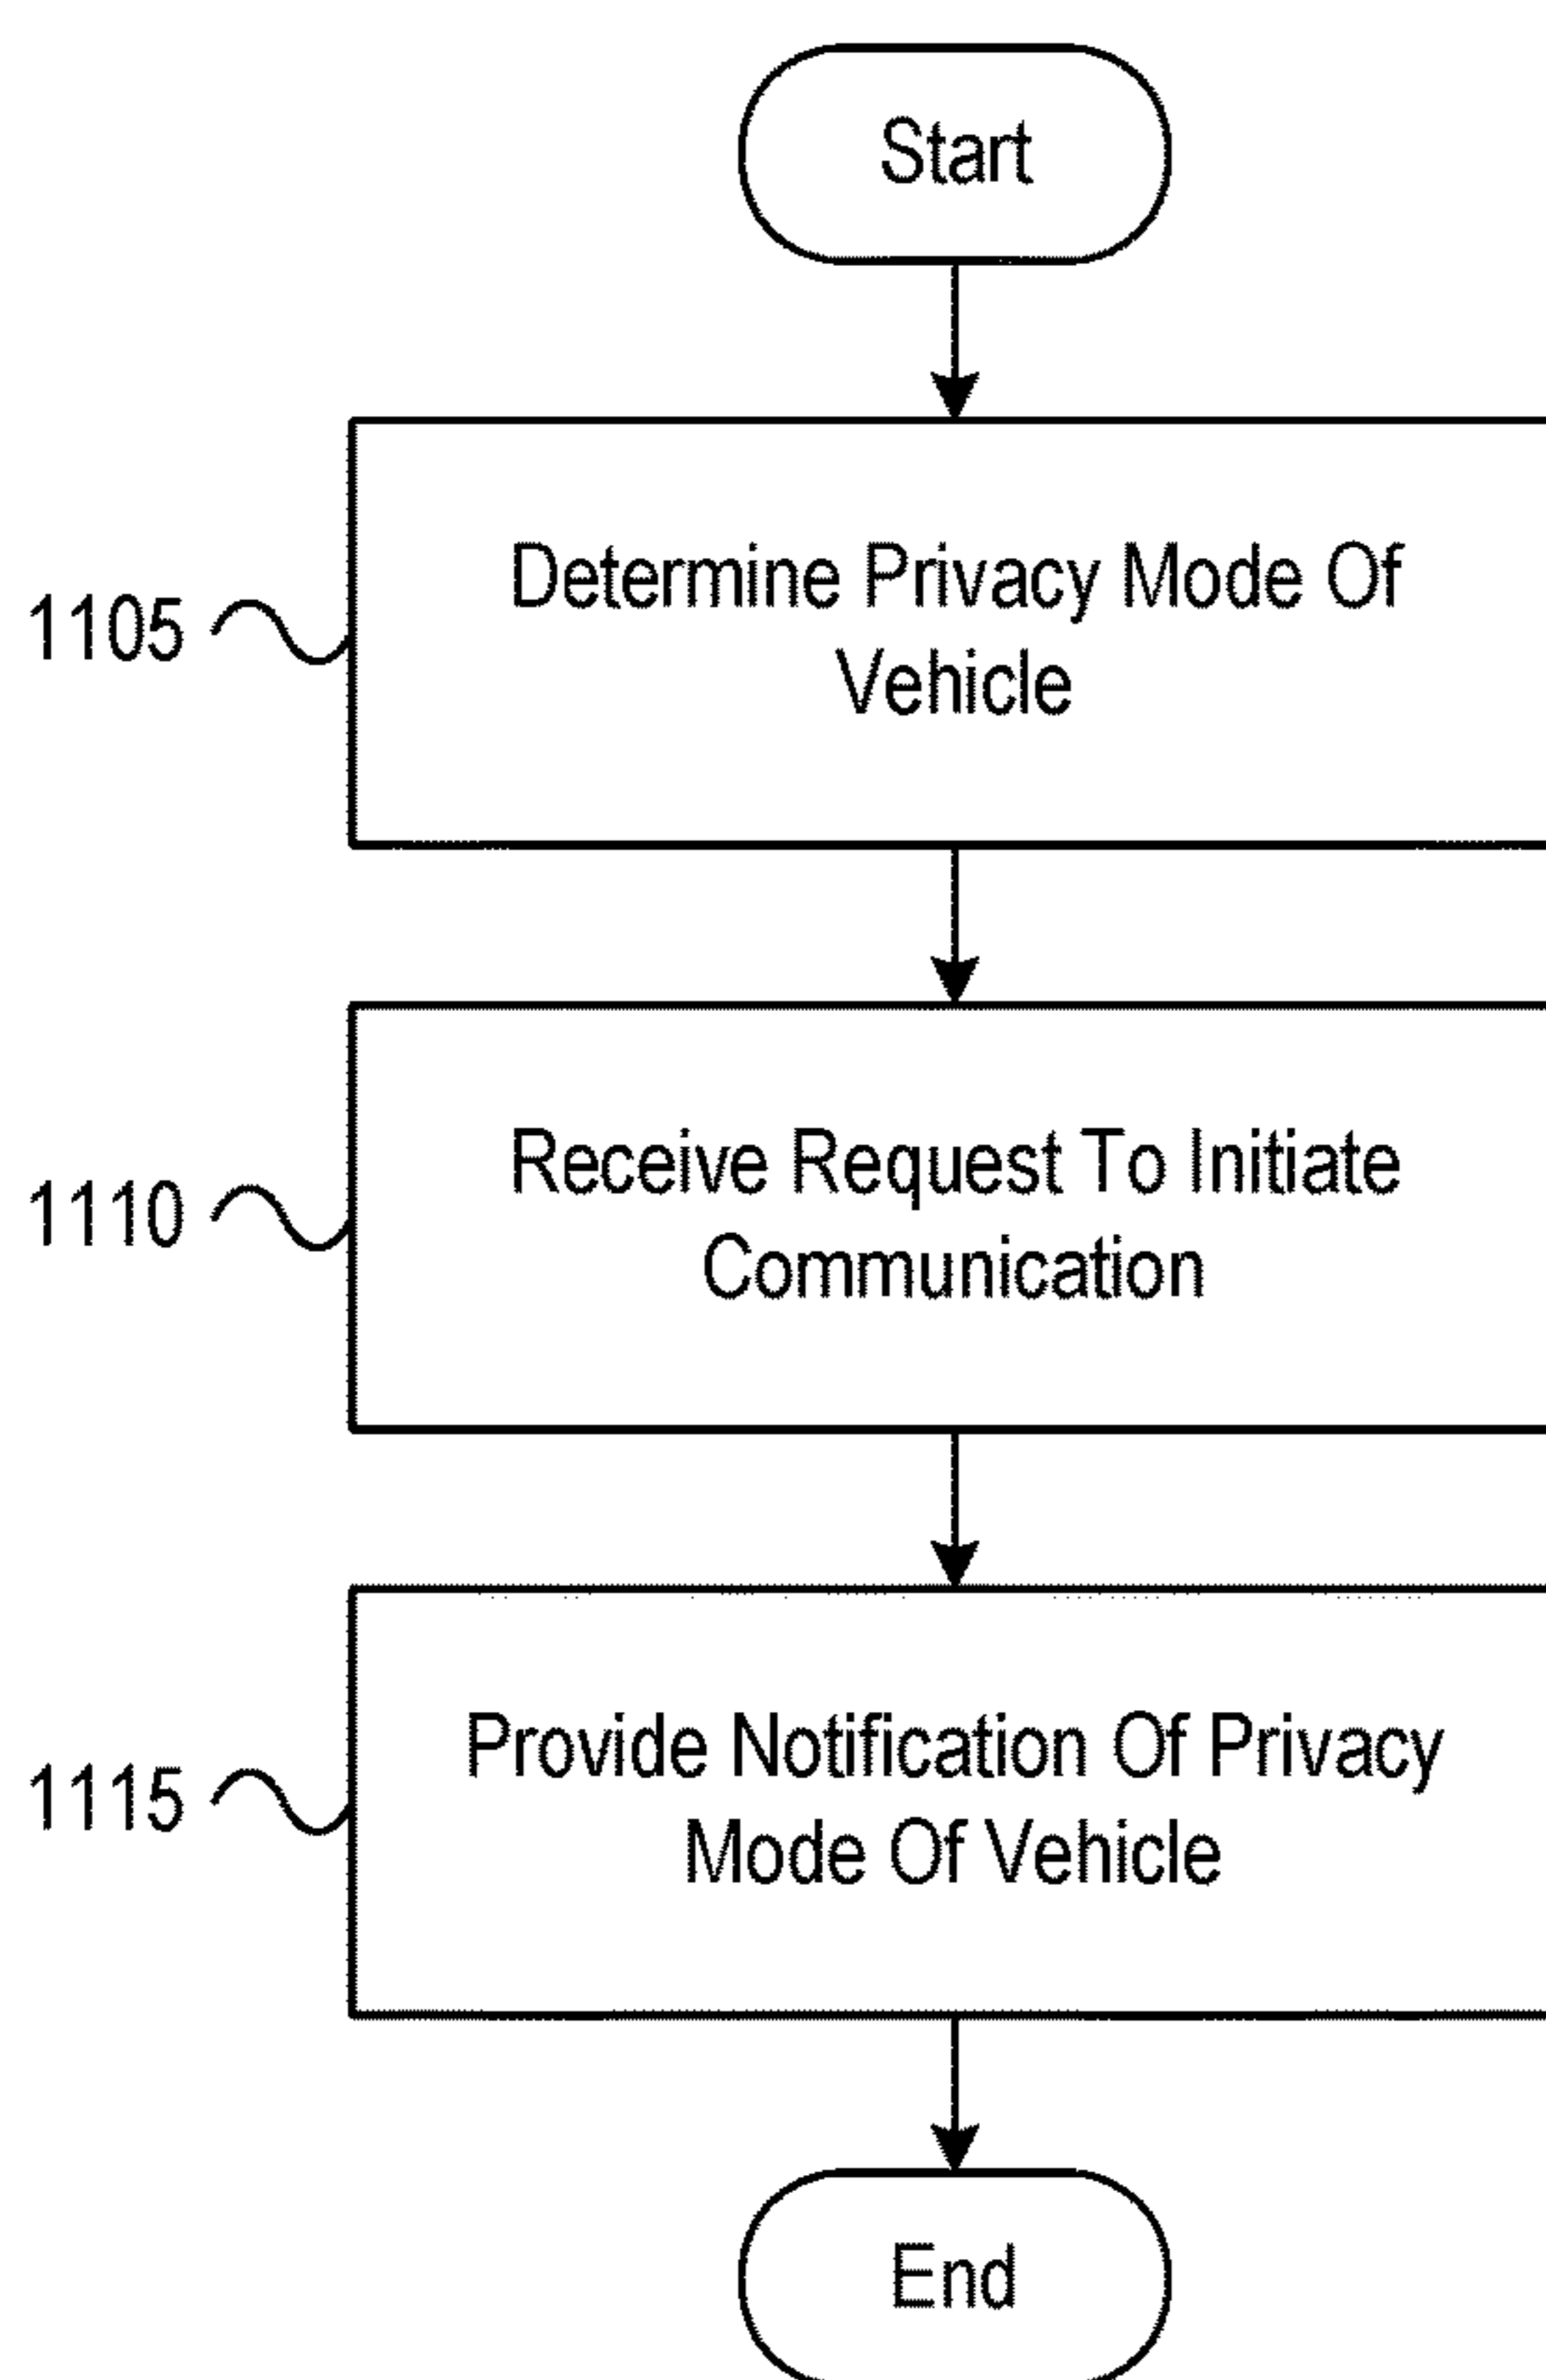 Start
1105
Determine Privacy Mode Of
Vehicle
1110
Receive Request To Initiate
Communication
1115
Provide Notification Of Privacy
Mode Of Vehicle
End